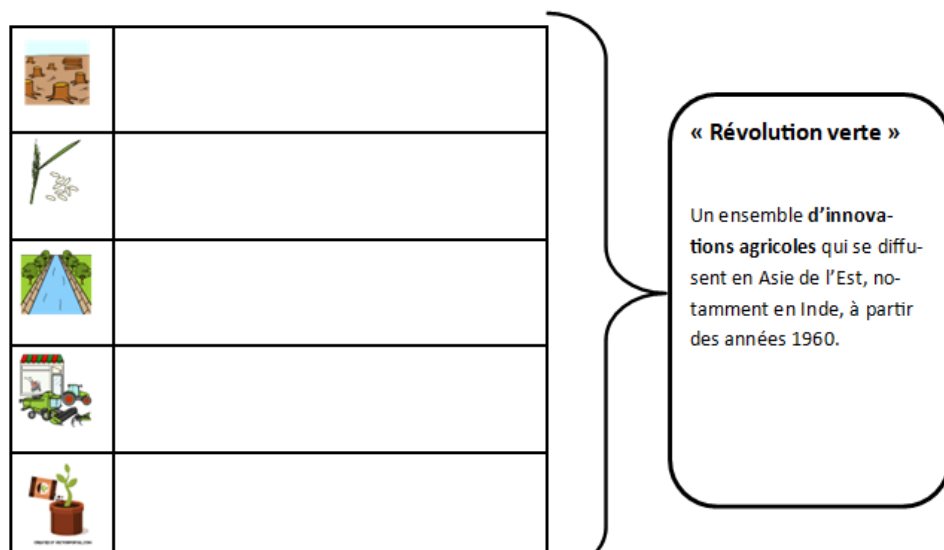 « Révolution verte »
Un ensemble d’innova-
tions agricoles qui se diffu-
sent en Asie de l’Est, no-
tamment en Inde, à partir
des années 1960.